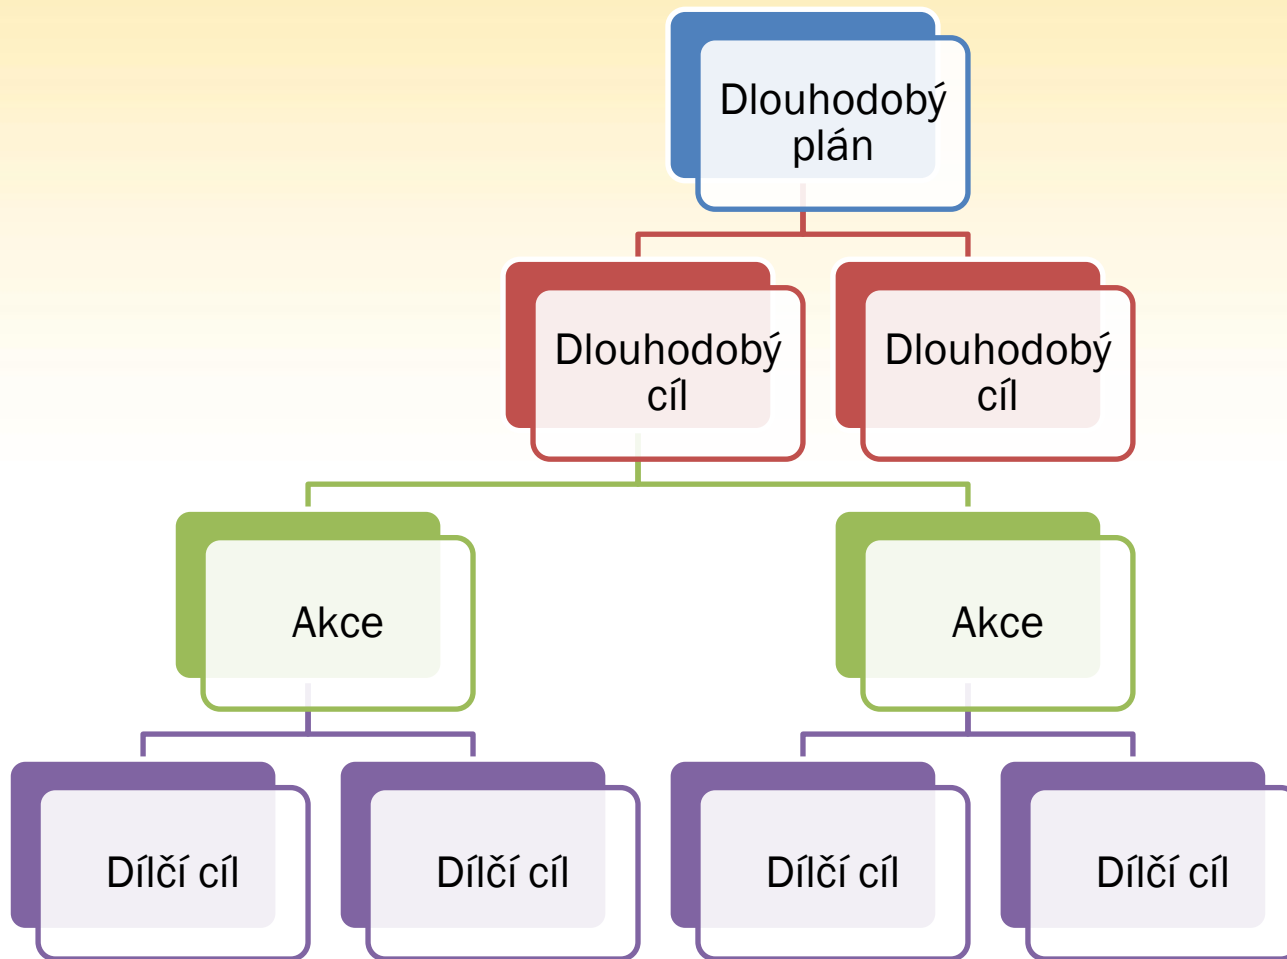 Dlouhodobý
plán
Dlouhodobý
cíl
Dlouhodobý
cíl
Akce
Akce
Dílčí cíl
Dílčí cíl
Dílčí cíl
Dílčí cíl